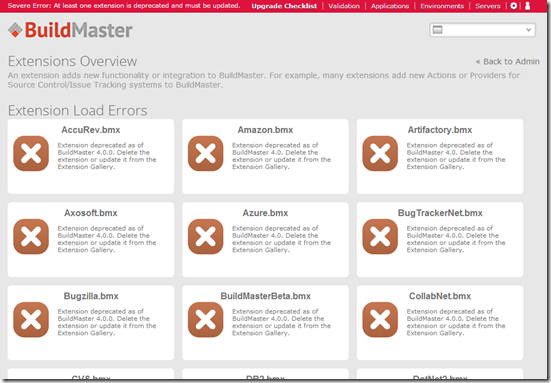 Severe Error: At least one extension is deprecated and must be updated. Upgrade Checklist Validation Applications Environments Servers
BuildMaster
Extensions Overview
« Back to Admin
An extension adds new functionality or integration to BuildMaster. For example, many extensions add new Actions or Providers for
Source Control/Issue Tracking systems to BuildMaster.
Extension Load Errors
AccuRev.bmx
Extension deprecated as of
BuildMaster 4.0.0. Delete
the extension or update it
from the Extension Gallery.
Amazon.bmx
Extension deprecated as of
BuildMaster 4.0. Delete the
extension or update it from the
Extension Gallery.
Artifactory.bmx
Extension deprecated as of
BuildMaster 4.0. Delete the
extension or update it from the
Extension Gallery.
Axosoft.bmx
Extension deprecated as of
BuildMaster 4.0.0. Delete the
extension or update it from the
Extension Gallery.
Azure.bmx
Extension deprecated as of
BuildMaster 4.0.0. Delete the
extension or update it from the
Extension Gallery.
BugTrackerNet.bmx
Extension deprecated as of
BuildMaster 4.0.0. Delete the
extension or update it from the
Extension Gallery.
Bugzilla.bmx
Extension deprecated as of
BuildMaster 4.0.0. Delete the
extension or update it from the
Extension Gallery.
BuildMasterBeta.bmx
Extension deprecated as of
BuildMaster 4.0.0. Delete the
extension or update it from the
Extension Gallery.
CollabNet.bmx
Extension deprecated as of
BuildMaster 4.0.0. Delete the
extension or update it from the
Extension Gallery.
CVS.bmx
DB2.bmx
DotNet2.bmx